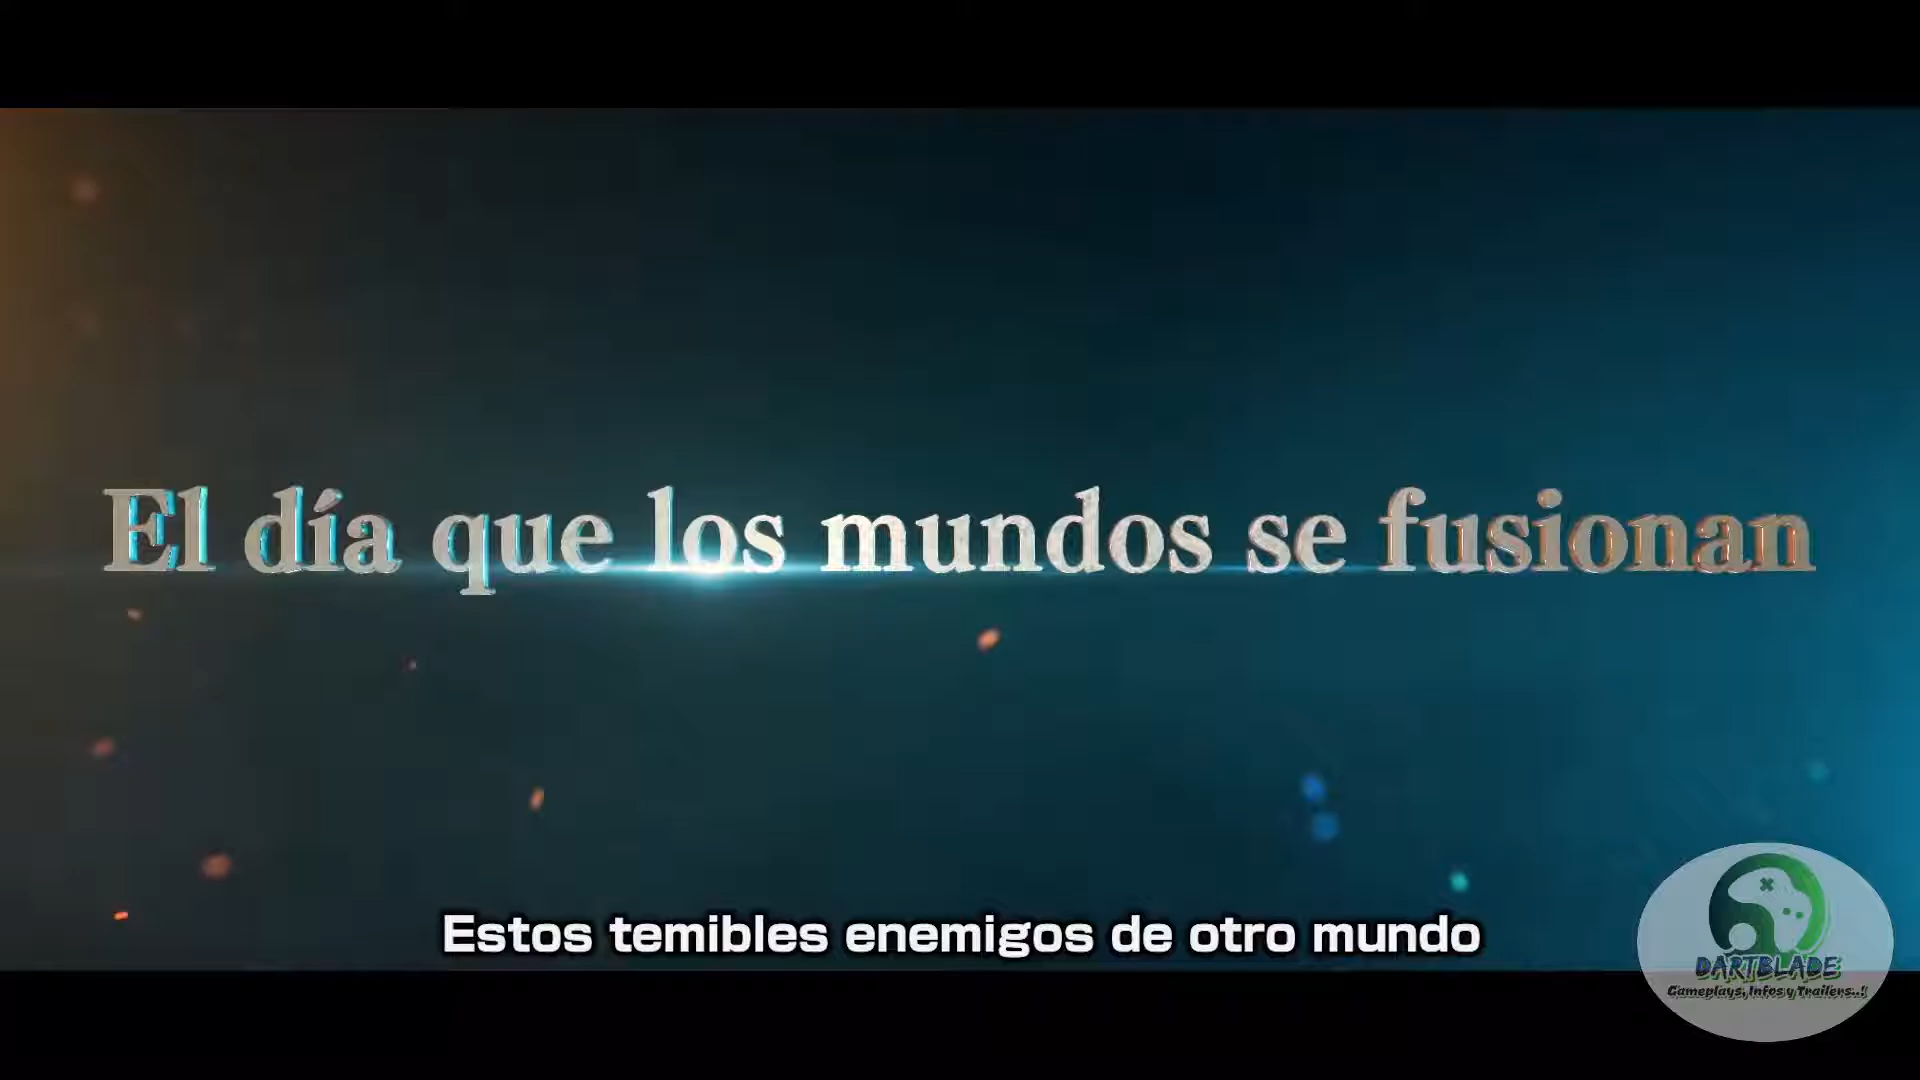 El día que los mundos se fusionan
Estos temibles enemigos de otro mundo
DARTBLADE
Gameplays, Infos y Trailers..!